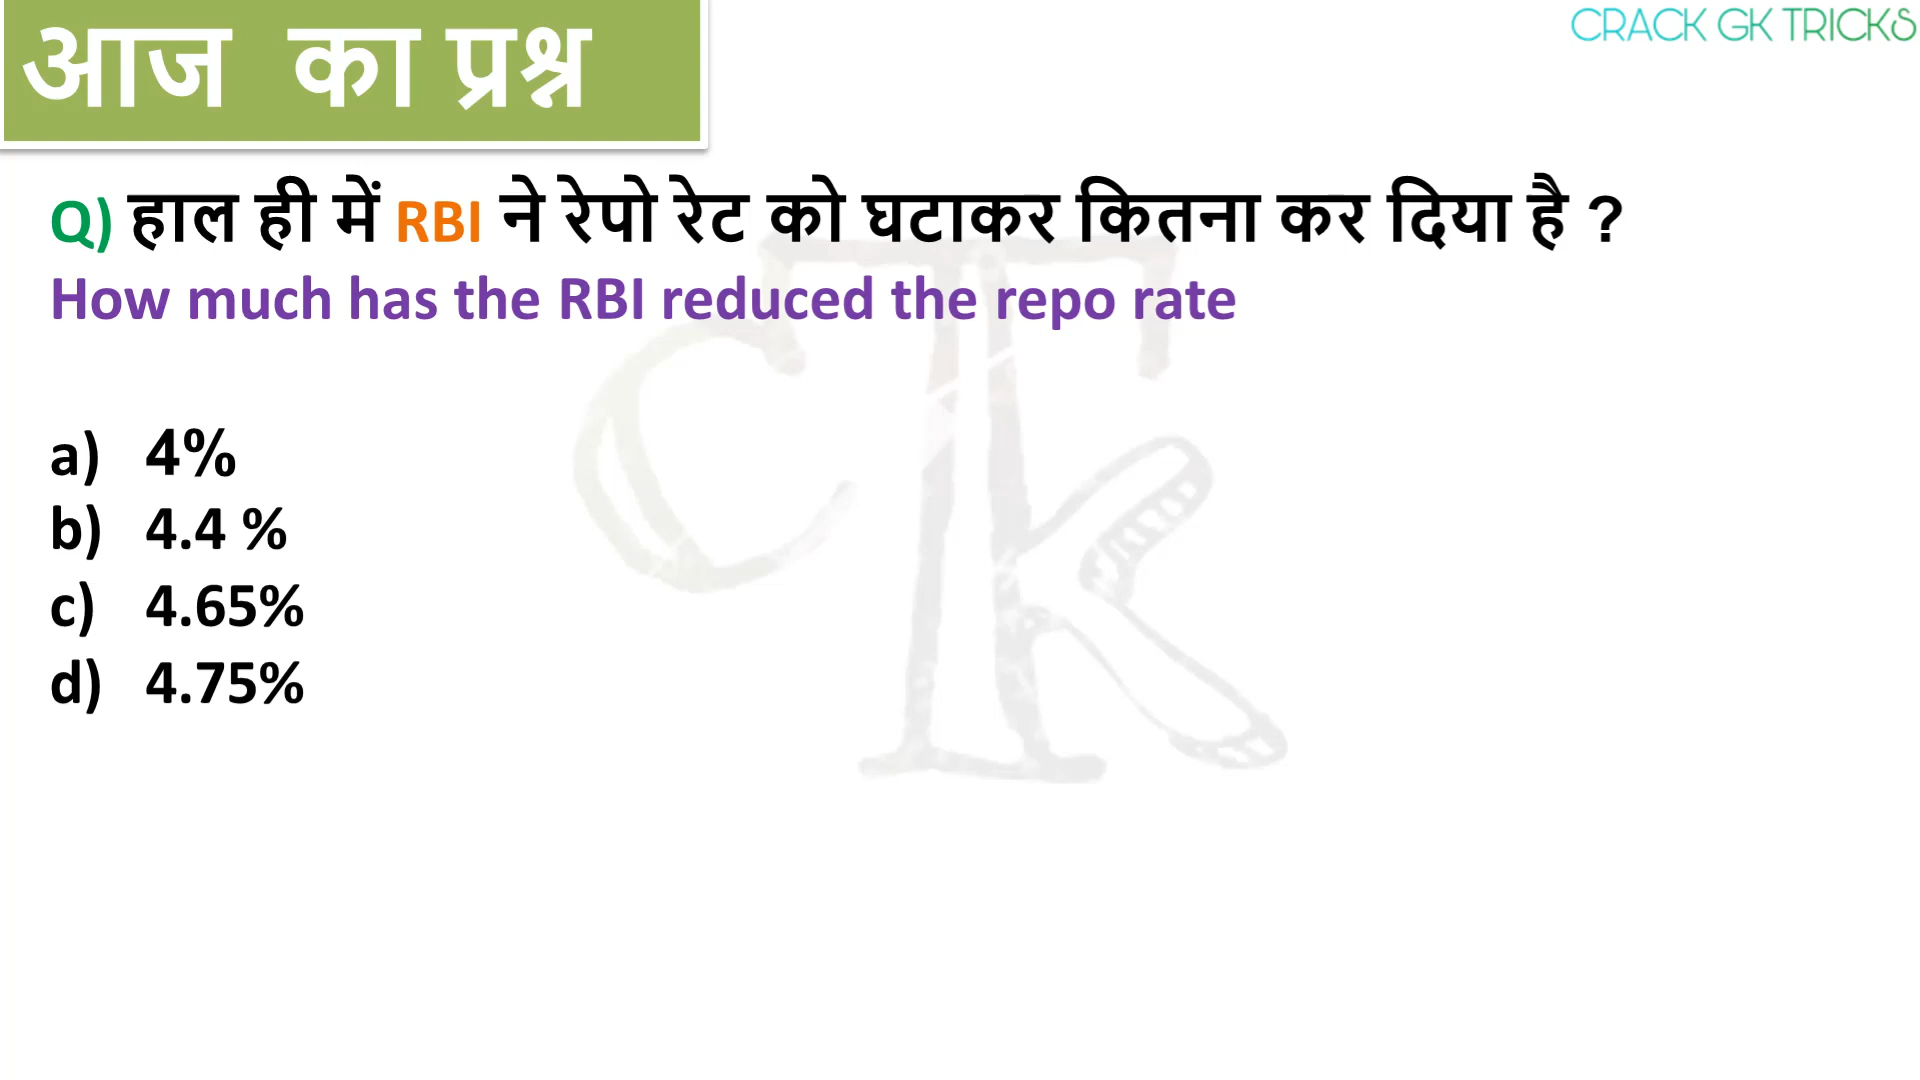 आज का प्रश्न
CRACK GK TRICKS
Q) हाल ही में RBI ने रेपो रेट को घटाकर कितना कर दिया है ?
How much has the RBI reduced the repo rate
a) 4%
b) 4.4 %
c) 4.65%
d) 4.75%
CTK